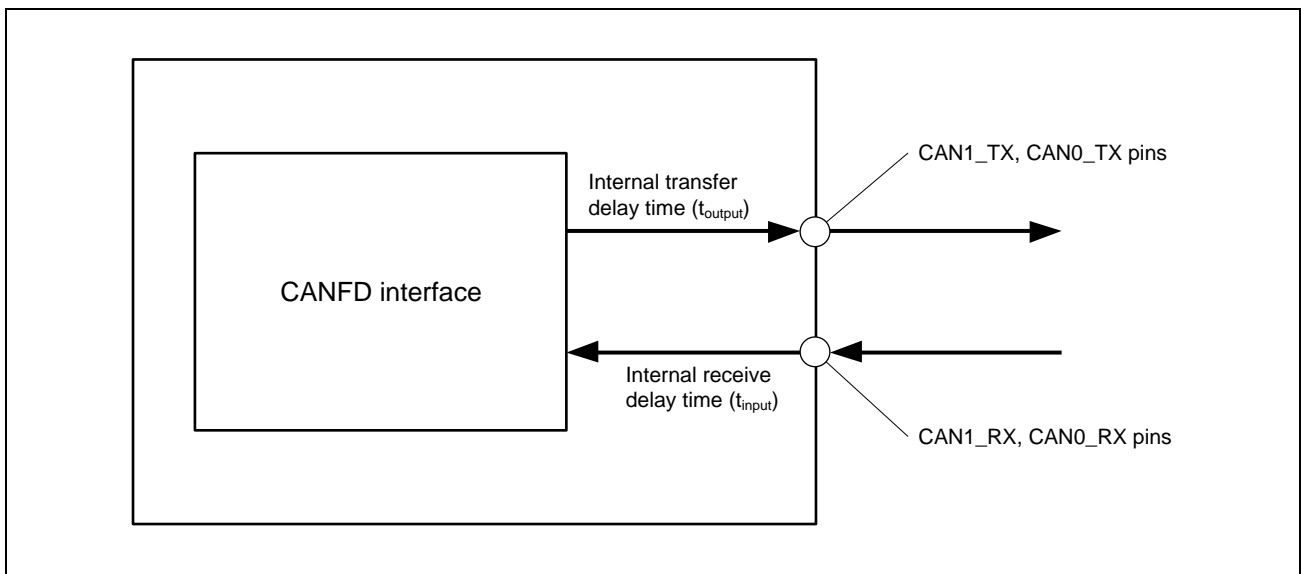 CAN1_TX, CAN0_TX pins
Internal transfer
delay time (toutput)
CANFD interface
Internal receive
delay time (tinput)
CAN1_RX, CAN0_RX pins